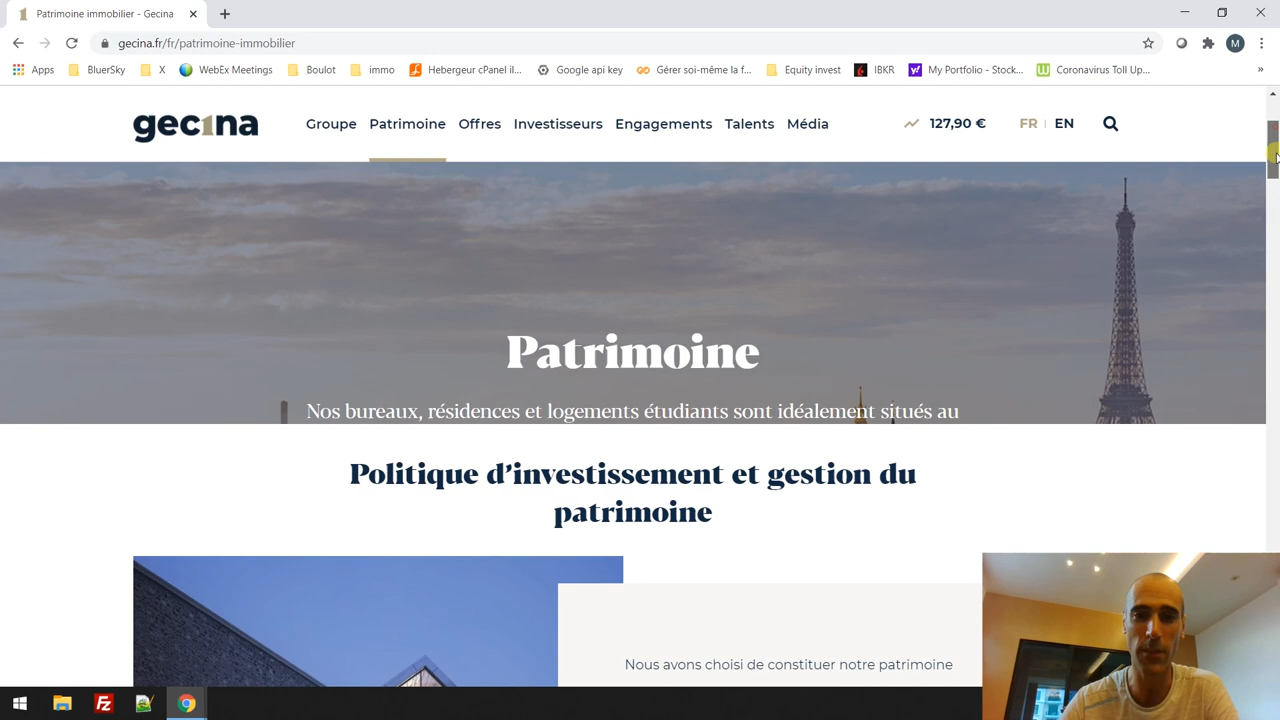 Patrimoine immobilier - Gecina
gecina.fr/fr/patrimoine-immobilier
M
Apps BluerSky X WebEx Meetings Boulot immo Hebergeur cPanel il... Google api key Gérer soi-même la f... Equity invest IBKR My Portfolio - Stock... Coronavirus Toll Up... »
gec1na Groupe Patrimoine Offres Investisseurs Engagements Talents Média 127,90 € FR EN
Patrimoine
Nos bureaux, résidences et logements étudiants sont idéalement situés au
Politique d'investissement et gestion du
patrimoine
Nous avons choisi de constituer notre patrimoine